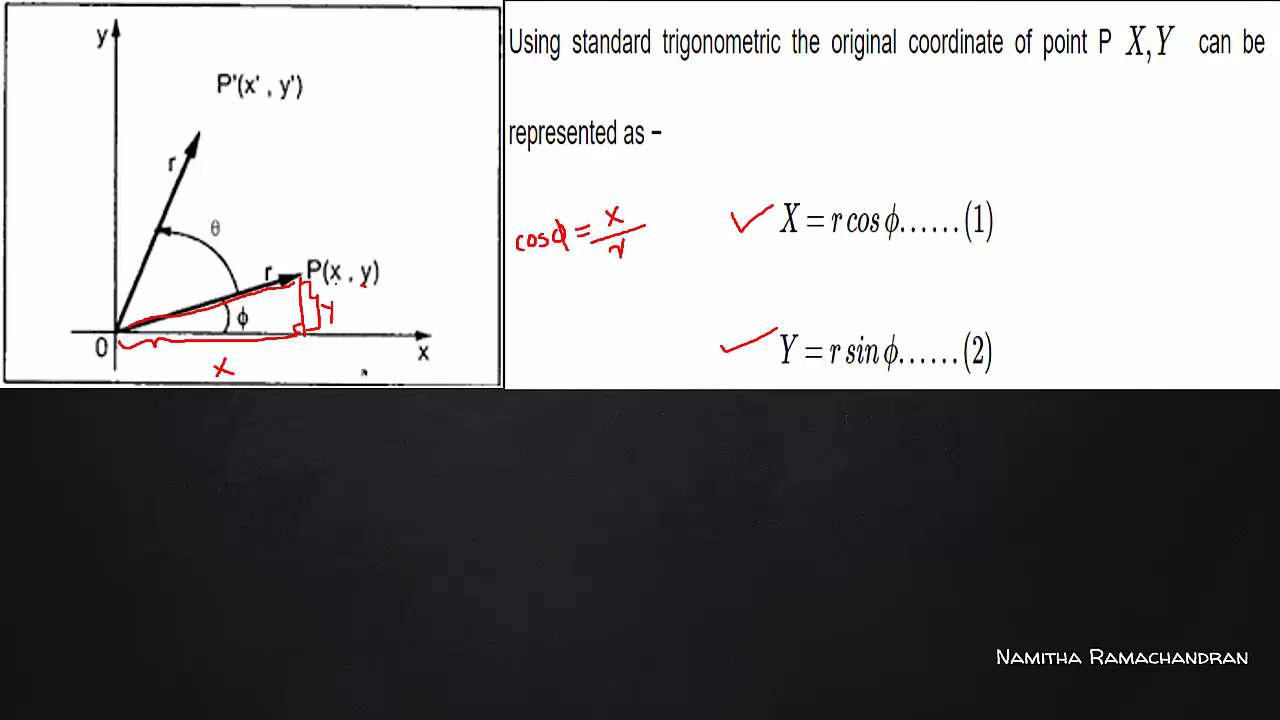 y
P'(x' , y')
r
θ
r
P(x , y)
ϕ
Y
O
x
X
Using standard trigonometric the original coordinate of point P X,Y can be
represented as −
cosϕ = x/r
X = r cos ϕ......(1)
Y = r sin ϕ......(2)
NAMITHA RAMACHANDRAN